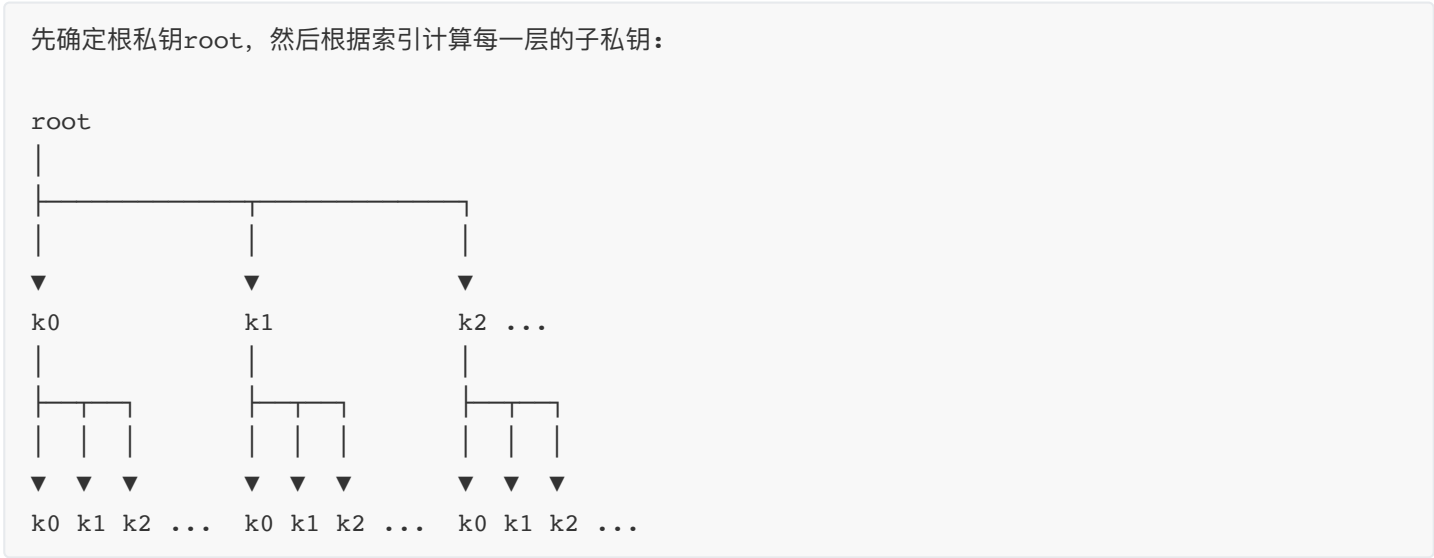 先确定根私钥root，然后根据索引计算每一层的子私钥：
root
k0 k1 k2 ...
k0 k1 k2 ... k0 k1 k2 ... k0 k1 k2 ...